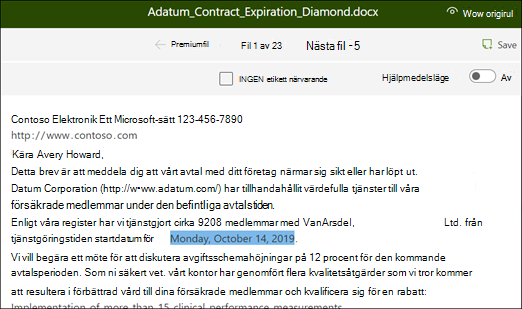 Adatum_Contract_Expiration_Diamond.docx
Wow origirul
Premiumfil
Fil 1 av 23
Nästa fil -5
Save
INGEN etikett närvarande
Hjälpmedelsläge
Av
Contoso Elektronik Ett Microsoft-sätt 123-456-7890
http://www.contoso.com
Kära Avery Howard,
Detta brev är att meddela dig att vårt avtal med ditt företag närmar sig sikt eller har löpt ut.
Datum Corporation (http://w•ww.adatum.com/) har tillhandahållit värdefulla tjänster till våra
försäkrade medlemmar under den befintliga avtalstiden.
Enligt våra register har vi tjänstgjort cirka 9208 medlemmar med VanArsdel, Ltd. från
tjänstgöringstiden startdatum för Monday, October 14, 2019.
Vi vill begära ett möte för att diskutera avgiftsschemahöjningar på 12 procent för den kommande
avtalsperioden. Som ni säkert vet. vårt kontor har genomfört flera kvalitetsåtgärder som vi tror kommer
att resultera i förbättrad vård till dina försäkrade medlemmar och kvalificera sig för en rabatt:
Implementation of more than 15 clinical performance measurements